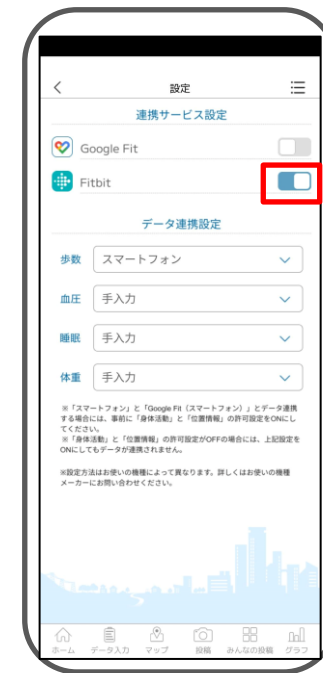 設定
連携サービス設定
Google Fit
Fitbit
データ連携設定
歩数 スマートフォン
血圧 手入力
睡眠 手入力
体重 手入力
※「スマートフォン」と「Google Fit（スマートフォン）」とデータ連携
する場合には、事前に「身体活動」と「位置情報」の許可設定をONにし
てください。
※「身体活動」と「位置情報」の許可設定がOFFの場合には、上記設定を
ONにしてもデータが連携されません。
※設定方法はお使いの機種によって異なります。詳しくはお使いの機種
メーカーにお問い合わせください。
ホーム データ入力 マップ 投稿 みんなの投稿 グラフ